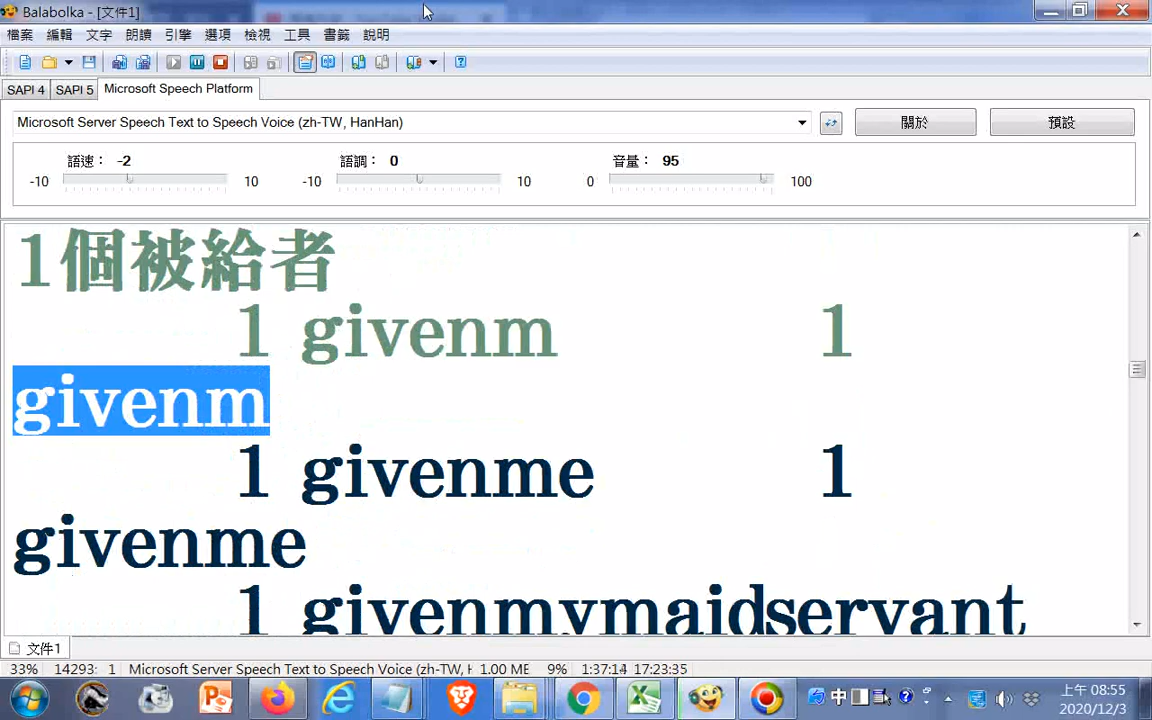 Balabolka - [文件1]
檔案 編輯 文字 朗讀 引擎 選項 檢視 工具 書籤 說明
SAPI 4 SAPI 5 Microsoft Speech Platform
Microsoft Server Speech Text to Speech Voice (zh-TW, HanHan) 關於 預設
語速： -2 語調： 0 音量： 95
-10 10 -10 10 0 100
1個被給者
1 givenm 1
givenm
1 givenme 1
givenme
1 givenmymaidservant
文件1
33% 14293: 1 Microsoft Server Speech Text to Speech Voice (zh-TW, H 1.00 ME 9% 1:37:14 17:23:35
中 上午 08:55
2020/12/3